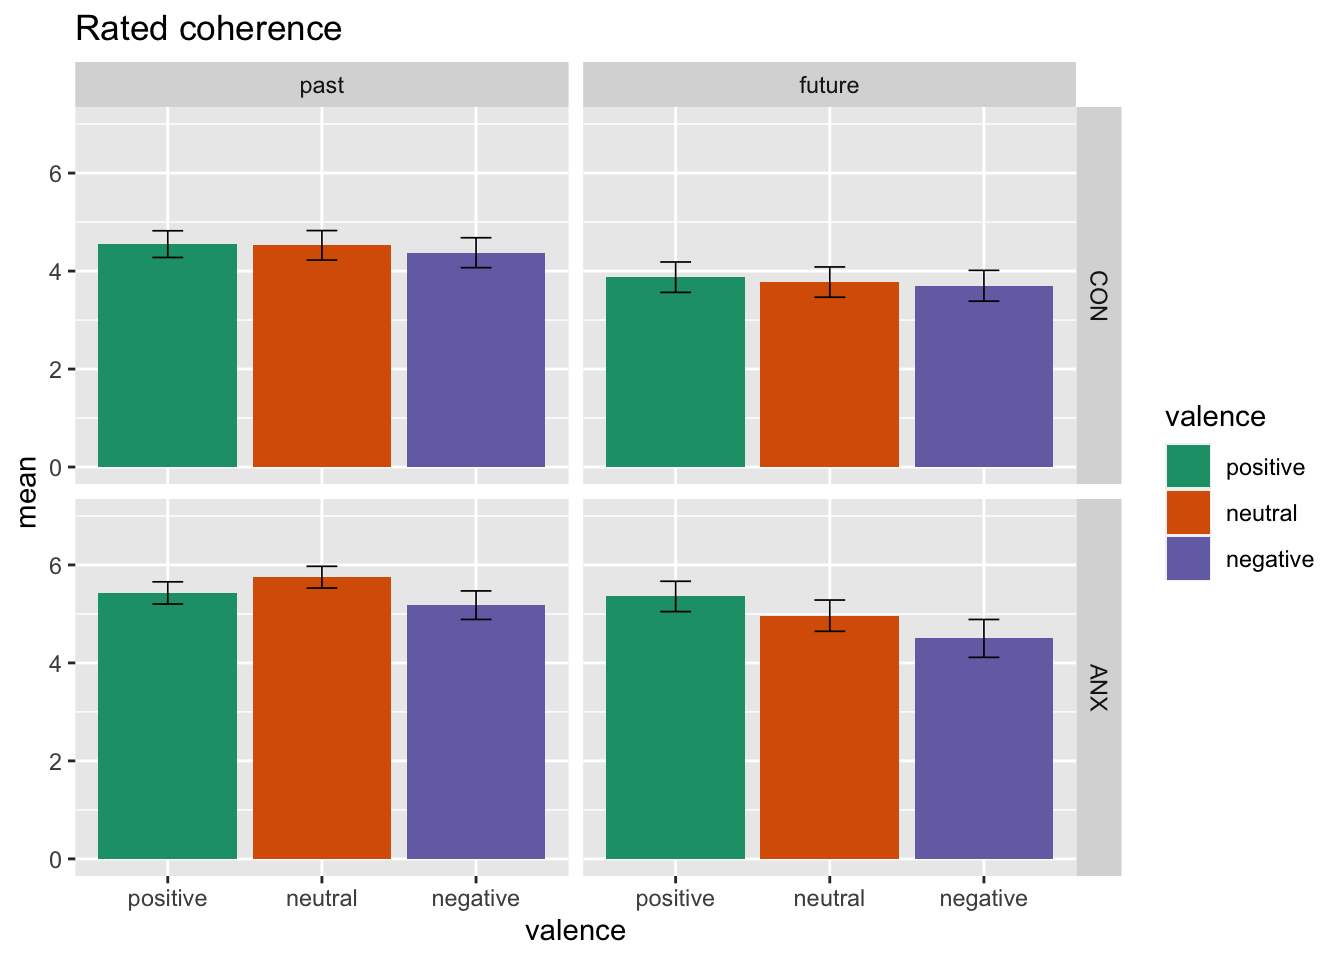 Rated coherence
past
future
6
4
2
0
CON
6
4
2
0
ANX
mean
positive
neutral
negative
positive
neutral
negative
valence
valence
positive
neutral
negative